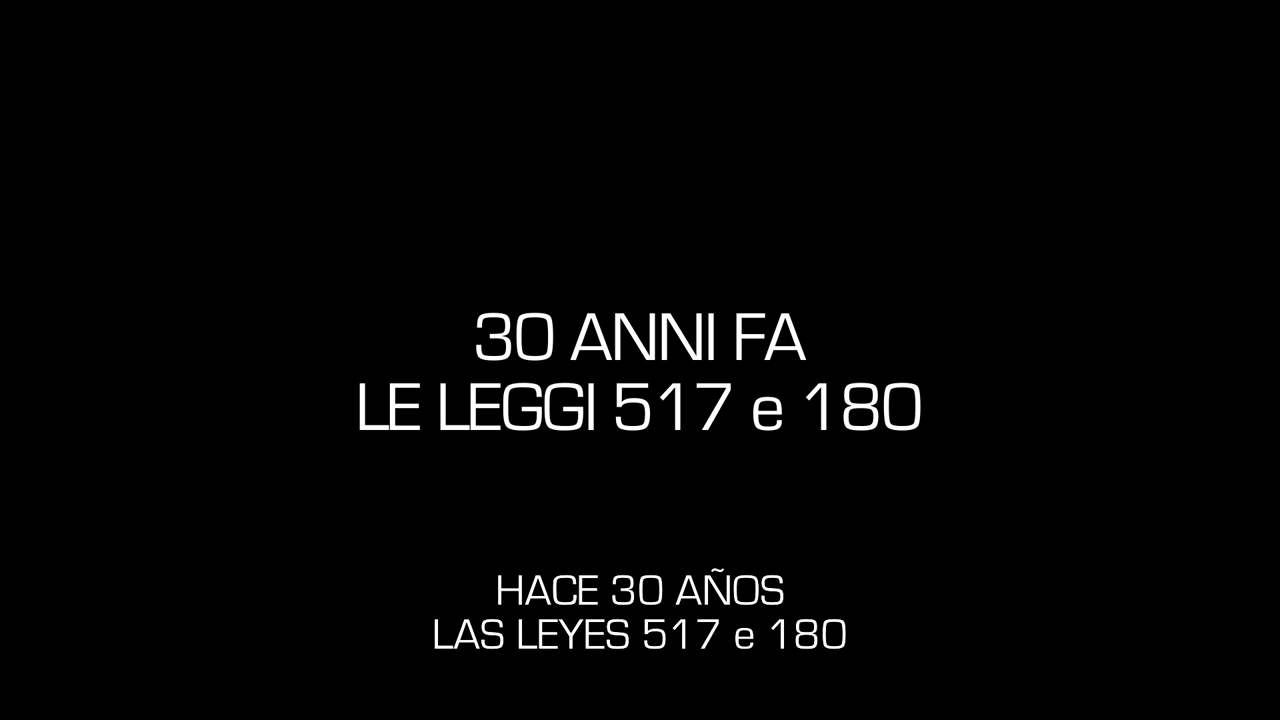 30 ANNI FA
LE LEGGI 517 e 180
HACE 30 AÑOS
LAS LEYES 517 e 180